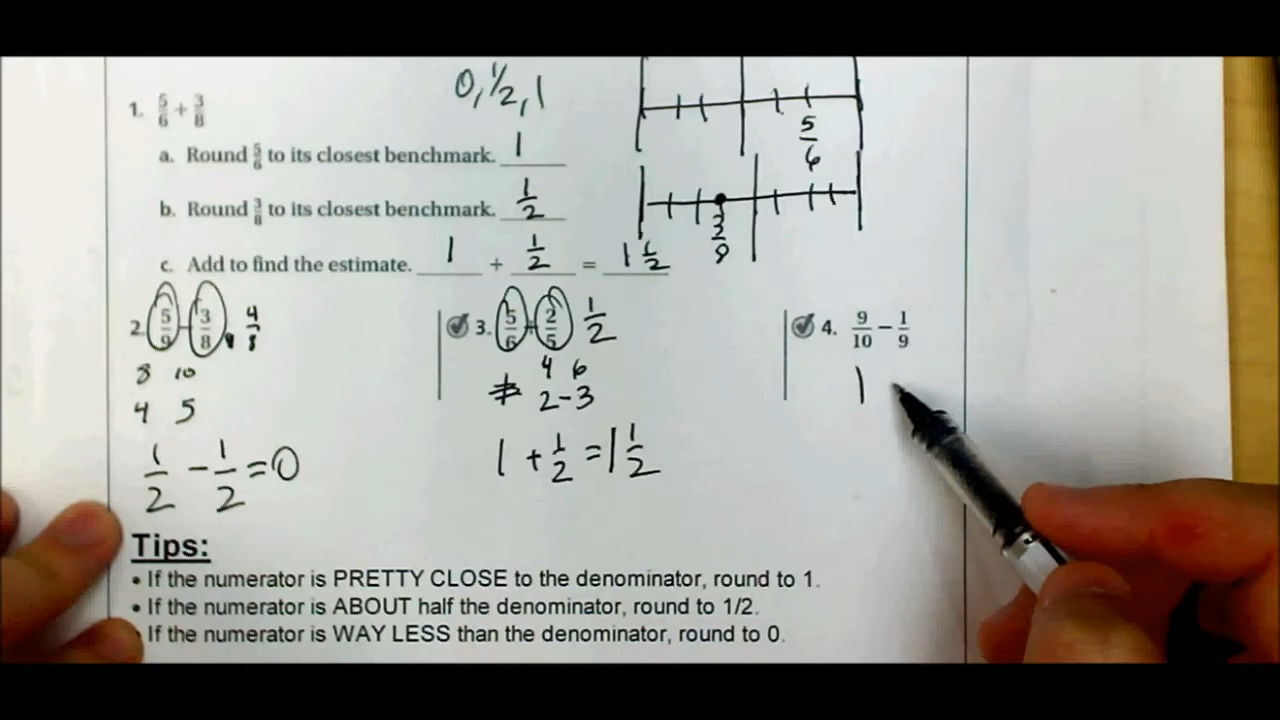 0, 1/2, 1
1. 5/6 + 3/8
a. Round 5/6 to its closest benchmark. 1
5/6
b. Round 3/8 to its closest benchmark. 1/2
3/8
c. Add to find the estimate. 1 + 1/2 = 1 1/2
2. 5/9 - 3/8 4/8
8 10
4 5
1/2 - 1/2 = 0
3. 5/6 + 2/5 1/2
4 6
2 - 3
1 + 1/2 = 1 1/2
4. 9/10 - 1/9
1
Tips:
• If the numerator is PRETTY CLOSE to the denominator, round to 1.
• If the numerator is ABOUT half the denominator, round to 1/2.
• If the numerator is WAY LESS than the denominator, round to 0.